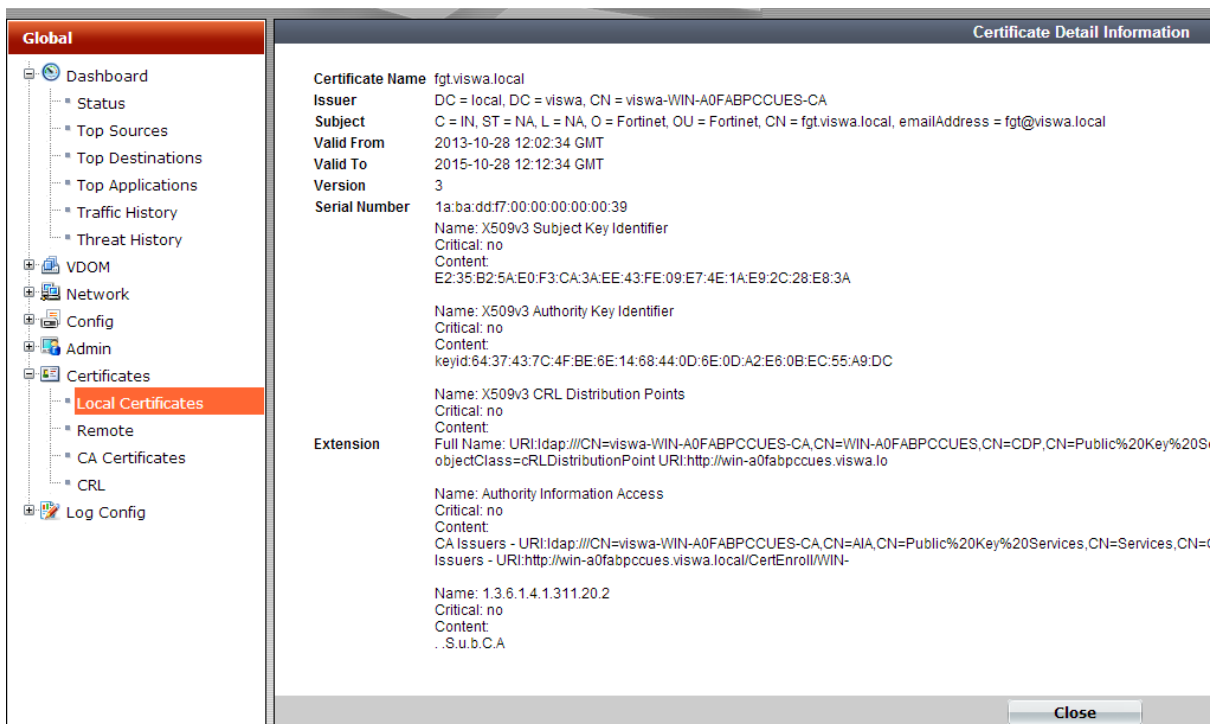 Global
Dashboard
Status
Top Sources
Top Destinations
Top Applications
Traffic History
Threat History
VDOM
Network
Config
Admin
Certificates
Local Certificates
Remote
CA Certificates
CRL
Log Config
Certificate Detail Information
Certificate Name fgt.viswa.local
Issuer DC = local, DC = viswa, CN = viswa-WIN-A0FABPCCUES-CA
Subject C = IN, ST = NA, L = NA, O = Fortinet, OU = Fortinet, CN = fgt.viswa.local, emailAddress = fgt@viswa.local
Valid From 2013-10-28 12:02:34 GMT
Valid To 2015-10-28 12:12:34 GMT
Version 3
Serial Number 1a:ba:dd:f7:00:00:00:00:00:39
Name: X509v3 Subject Key Identifier
Critical: no
Content:
E2:35:B2:5A:E0:F3:CA:3A:EE:43:FE:09:E7:4E:1A:E9:2C:28:E8:3A
Name: X509v3 Authority Key Identifier
Critical: no
Content:
keyid:64:37:43:7C:4F:BE:6E:14:68:44:0D:6E:0D:A2:E6:0B:EC:55:A9:DC
Name: X509v3 CRL Distribution Points
Critical: no
Content:
Extension Full Name: URI:ldap:///CN=viswa-WIN-A0FABPCCUES-CA,CN=WIN-A0FABPCCUES,CN=CDP,CN=Public%20Key%20Se
objectClass=cRLDistributionPoint URI:http://win-a0fabpccues.viswa.lo
Name: Authority Information Access
Critical: no
Content:
CA Issuers - URI:ldap:///CN=viswa-WIN-A0FABPCCUES-CA,CN=AIA,CN=Public%20Key%20Services,CN=Services,CN=C
Issuers - URI:http://win-a0fabpccues.viswa.local/CertEnroll/WIN-
Name: 1.3.6.1.4.1.311.20.2
Critical: no
Content:
. .S.u.b.C.A
Close